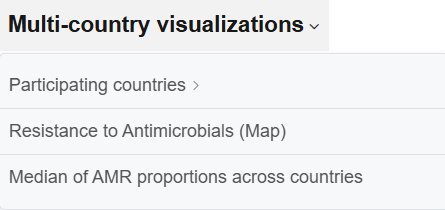 Multi-country visualizations
Participating countries
Resistance to Antimicrobials (Map)
Median of AMR proportions across countries